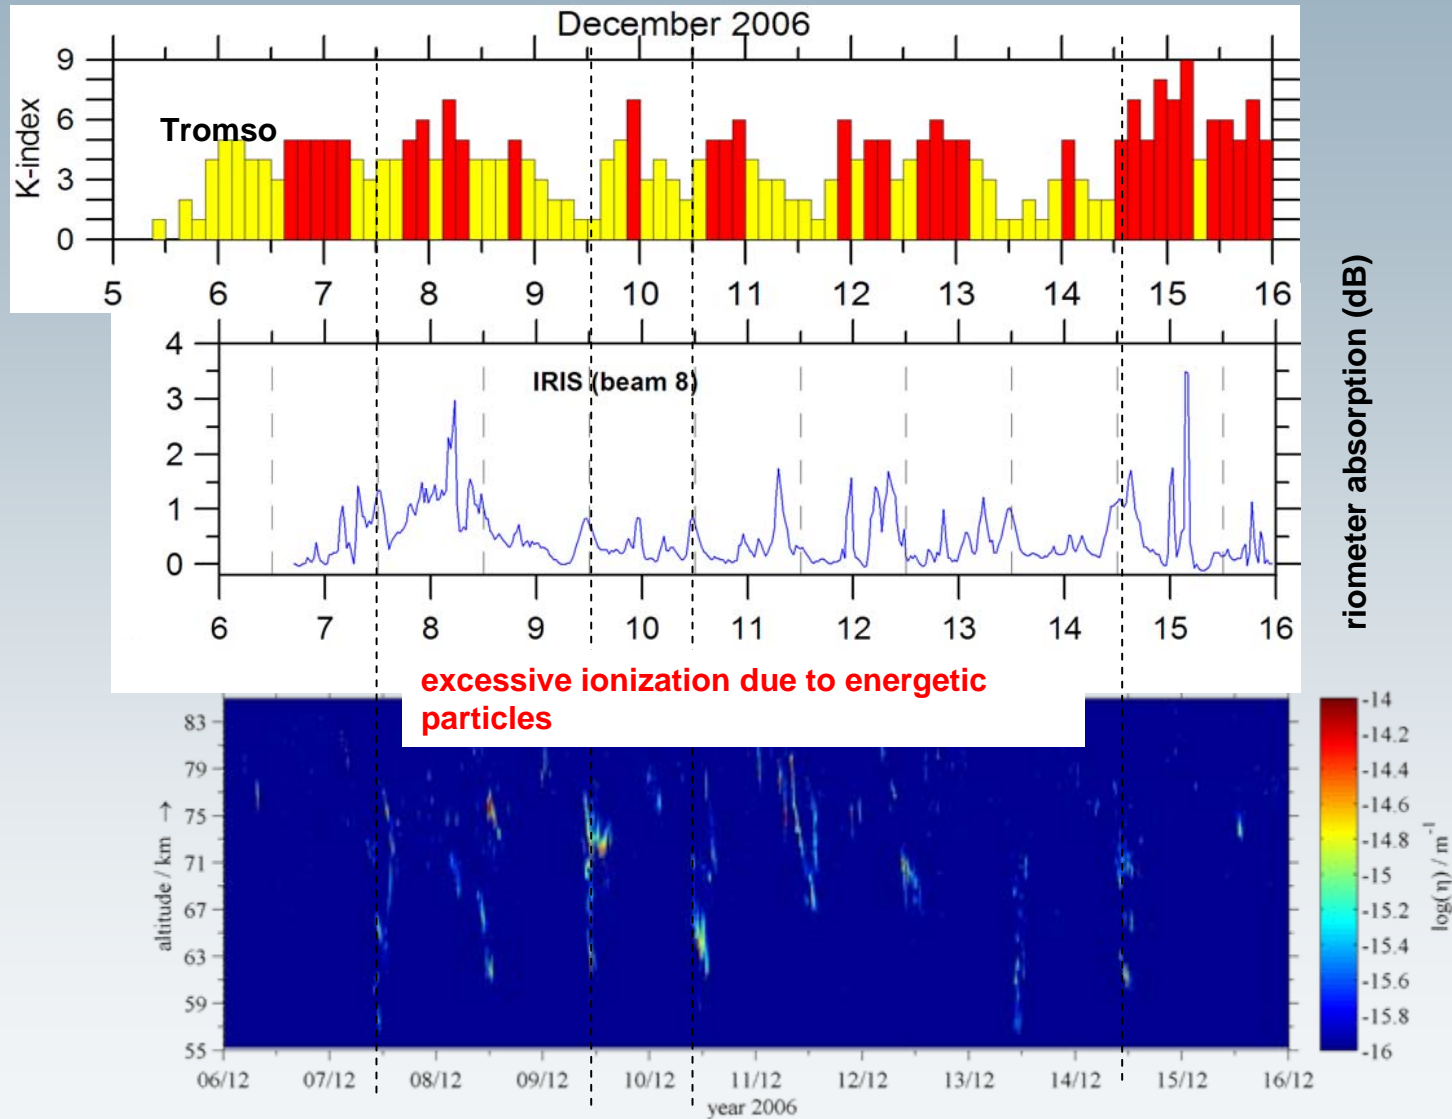 December 2006
9
6
3
0
K-index
Tromso
5 6 7 8 9 10 11 12 13 14 15 16
4
3
2
1
0
IRIS (beam 8)
riometer absorption (dB)
6 7 8 9 10 11 12 13 14 15 16
excessive ionization due to energetic
particles
83
79
75
71
67
63
59
55
altitude / km →
06/12 07/12 08/12 09/12 10/12 11/12 12/12 13/12 14/12 15/12 16/12
year 2006
-14
-14.2
-14.4
-14.6
-14.8
-15
-15.2
-15.4
-15.6
-15.8
-16
log(η) / m⁻¹